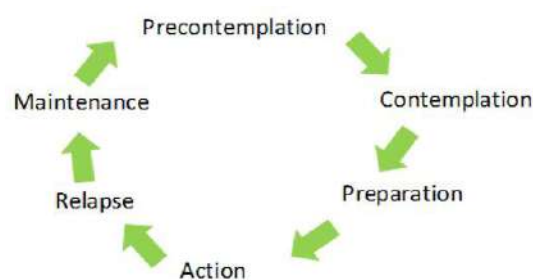 Precontemplation
Contemplation
Preparation
Action
Relapse
Maintenance